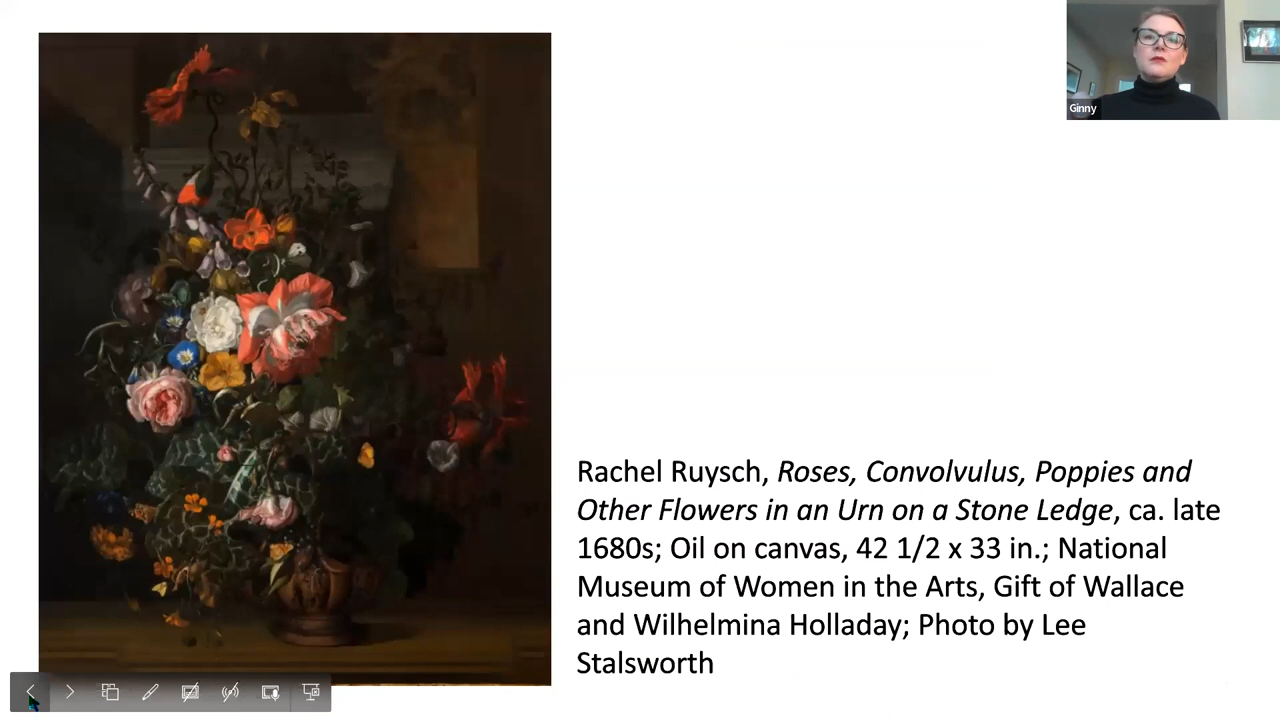 Ginny
Rachel Ruysch, Roses, Convolvulus, Poppies and
Other Flowers in an Urn on a Stone Ledge, ca. late
1680s; Oil on canvas, 42 1/2 x 33 in.; National
Museum of Women in the Arts, Gift of Wallace
and Wilhelmina Holladay; Photo by Lee
Stalsworth